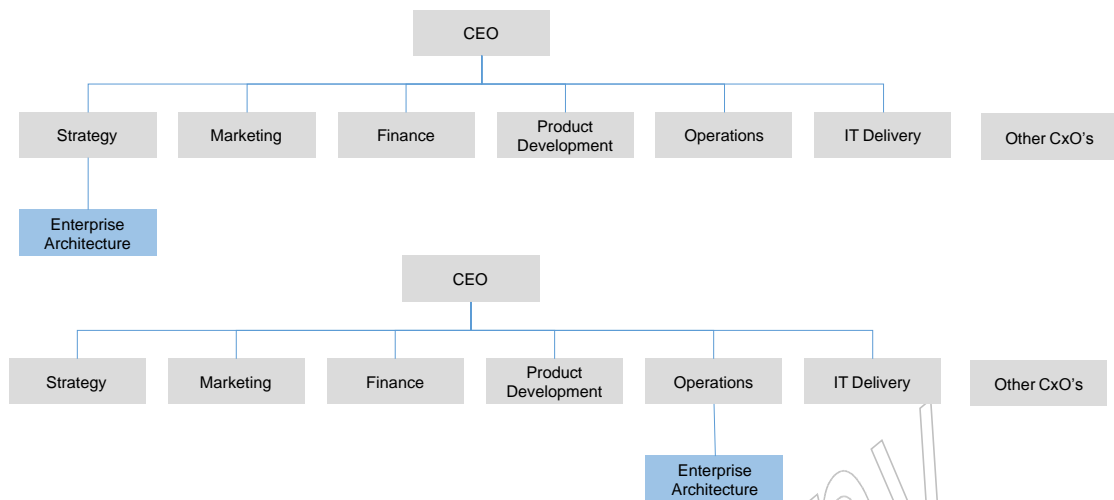 CEO
Strategy
Marketing
Finance
Product
Development
Operations
IT Delivery
Other CxO's
Enterprise
Architecture
CEO
Strategy
Marketing
Finance
Product
Development
Operations
IT Delivery
Other CxO's
Enterprise
Architecture